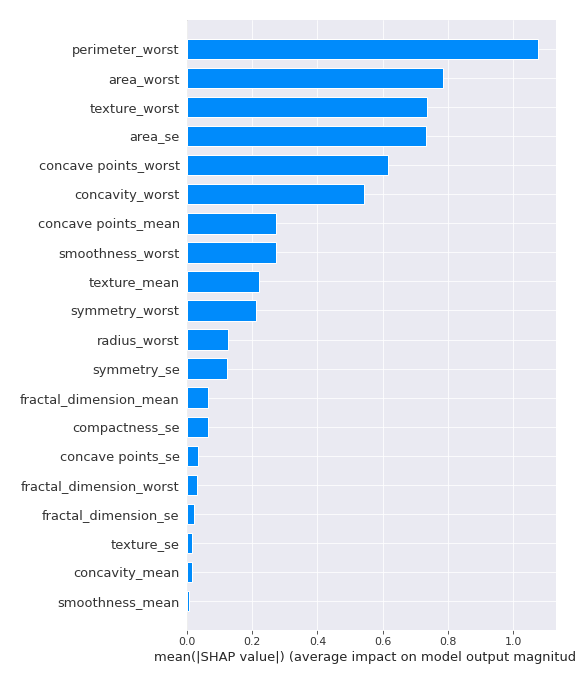 perimeter_worst
area_worst
texture_worst
area_se
concave points_worst
concavity_worst
concave points_mean
smoothness_worst
texture_mean
symmetry_worst
radius_worst
symmetry_se
fractal_dimension_mean
compactness_se
concave points_se
fractal_dimension_worst
fractal_dimension_se
texture_se
concavity_mean
smoothness_mean
0.0 0.2 0.4 0.6 0.8 1.0
mean(|SHAP value|) (average impact on model output magnitud